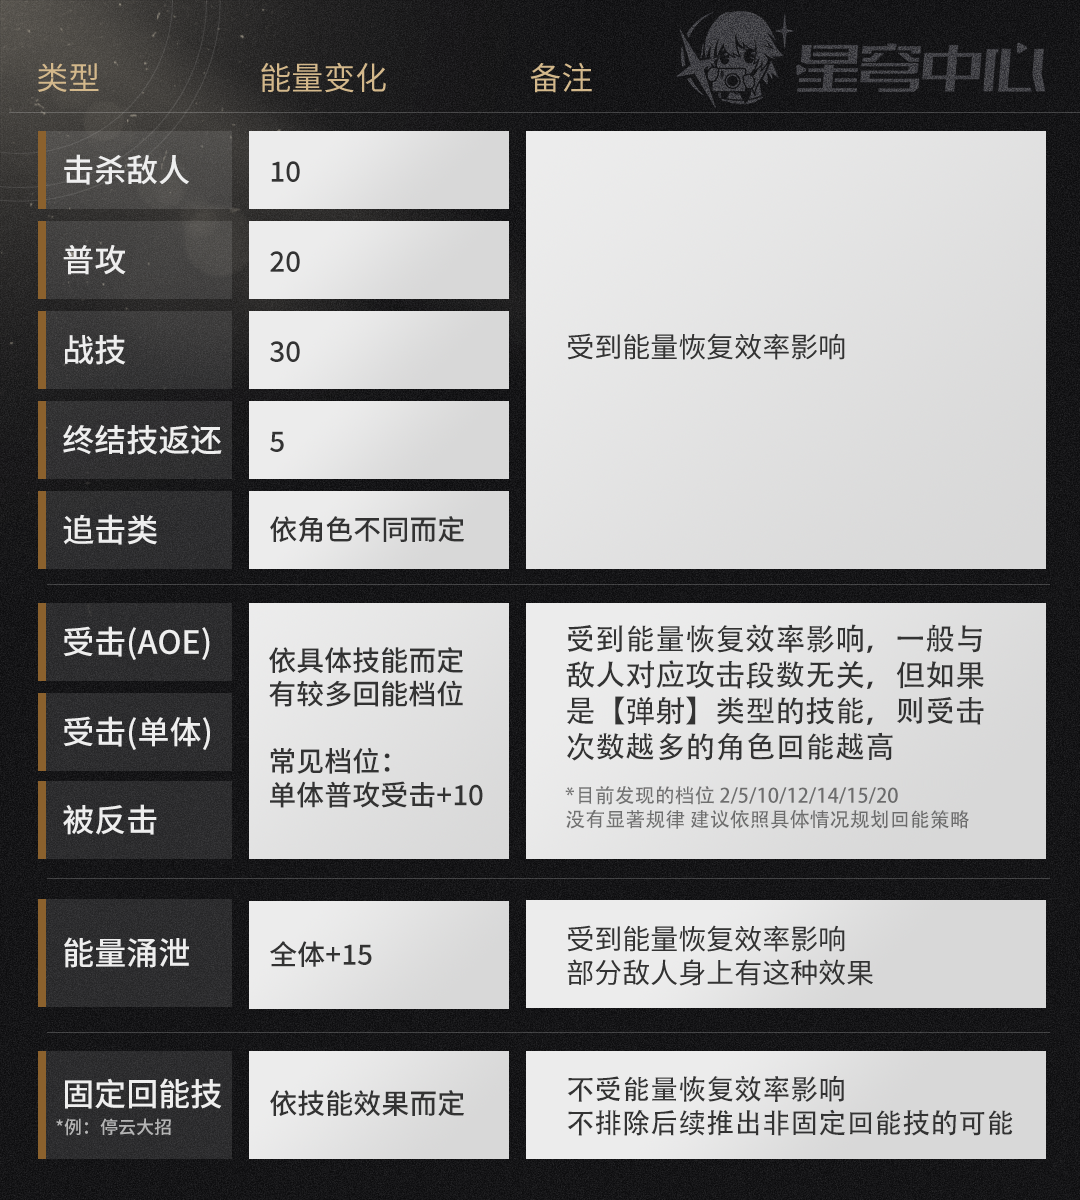 星穹中心
类型 能量变化 备注
击杀敌人 10
普攻 20
战技 30
受到能量恢复效率影响
终结技返还 5
追击类 依角色不同而定
受击(AOE)
受击(单体)
被反击
依具体技能而定
有较多回能档位
常见档位：
单体普攻受击+10
受到能量恢复效率影响，一般与
敌人对应攻击段数无关，但如果
是【弹射】类型的技能，则受击
次数越多的角色回能越高
*目前发现的档位 2/5/10/12/14/15/20
没有显著规律 建议依照具体情况规划回能策略
能量涌泄 全体+15
受到能量恢复效率影响
部分敌人身上有这种效果
固定回能技
*例：停云大招
依技能效果而定
不受能量恢复效率影响
不排除后续推出非固定回能技的可能